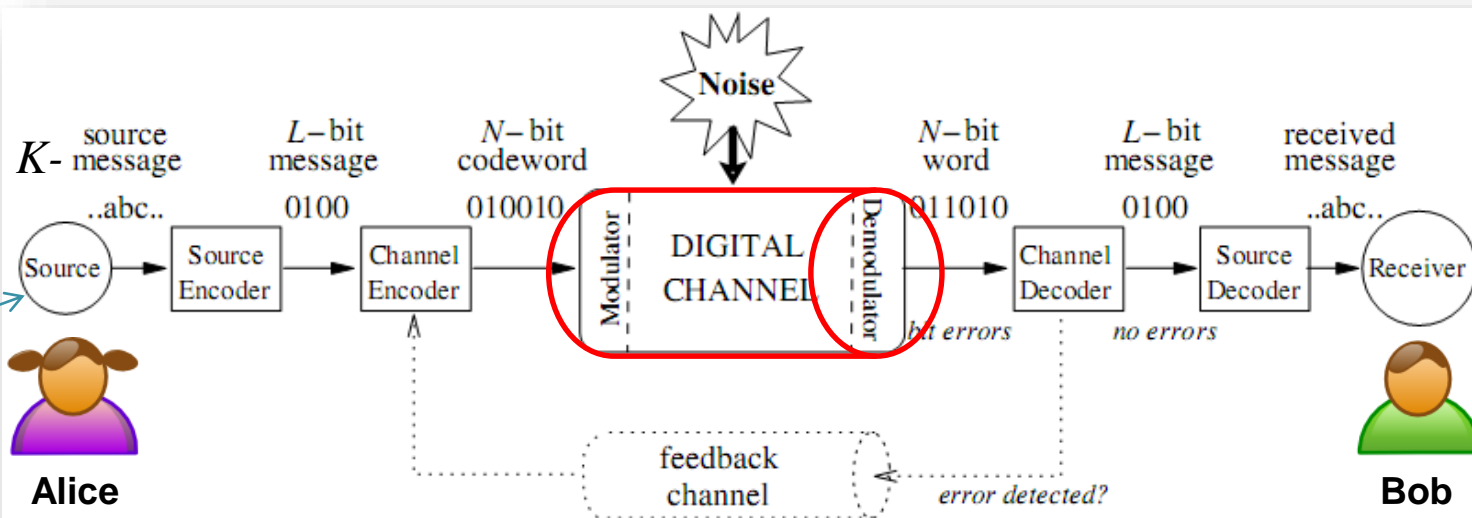 Noise
K- source message
L−bit message
N−bit codeword
N−bit word
L−bit message
received message
..abc..
0100
010010
011010
0100
..abc..
Source
Source Encoder
Channel Encoder
Modulator
DIGITAL CHANNEL
Demodulator
Channel Decoder
Source Decoder
Receiver
bit errors
no errors
feedback channel
error detected?
Alice
Bob